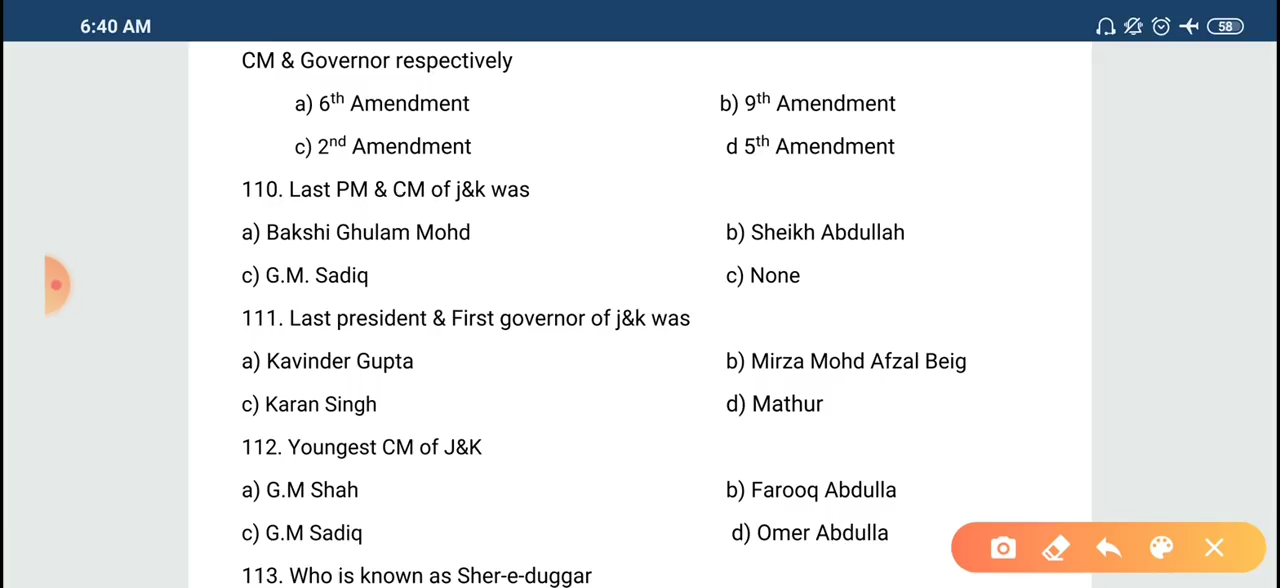 6:40 AM
58
CM & Governor respectively
a) 6th Amendment
b) 9th Amendment
c) 2nd Amendment
d 5th Amendment
110. Last PM & CM of j&k was
a) Bakshi Ghulam Mohd
b) Sheikh Abdullah
c) G.M. Sadiq
c) None
111. Last president & First governor of j&k was
a) Kavinder Gupta
b) Mirza Mohd Afzal Beig
c) Karan Singh
d) Mathur
112. Youngest CM of J&K
a) G.M Shah
b) Farooq Abdulla
c) G.M Sadiq
d) Omer Abdulla
113. Who is known as Sher-e-duggar